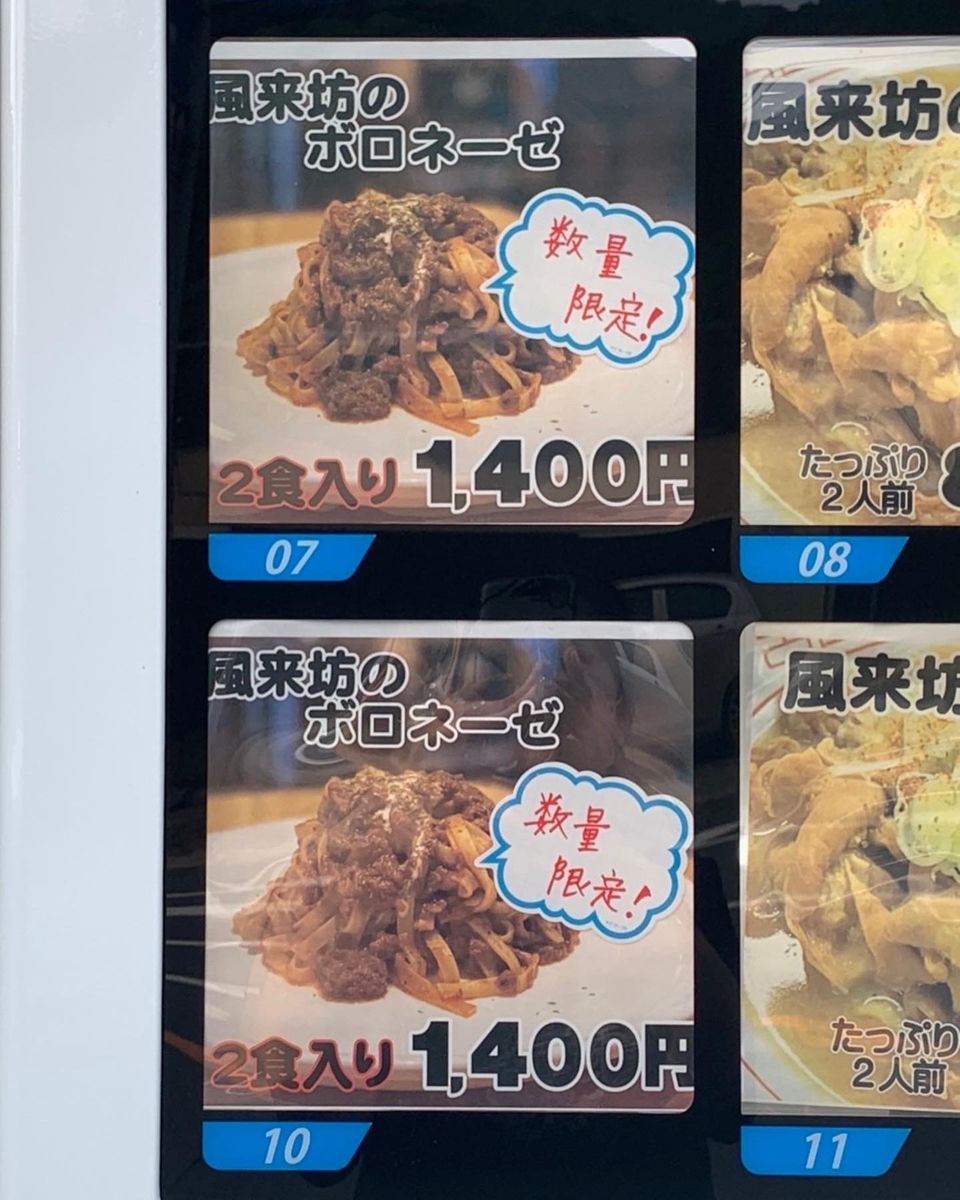 風来坊の
ボロネーゼ
数量
限定!
2食入り 1,400円
07
風来坊の
たっぷり
2人前
08
風来坊の
ボロネーゼ
数量
限定!
2食入り 1,400円
10
風来坊
たっぷり
2人前
11